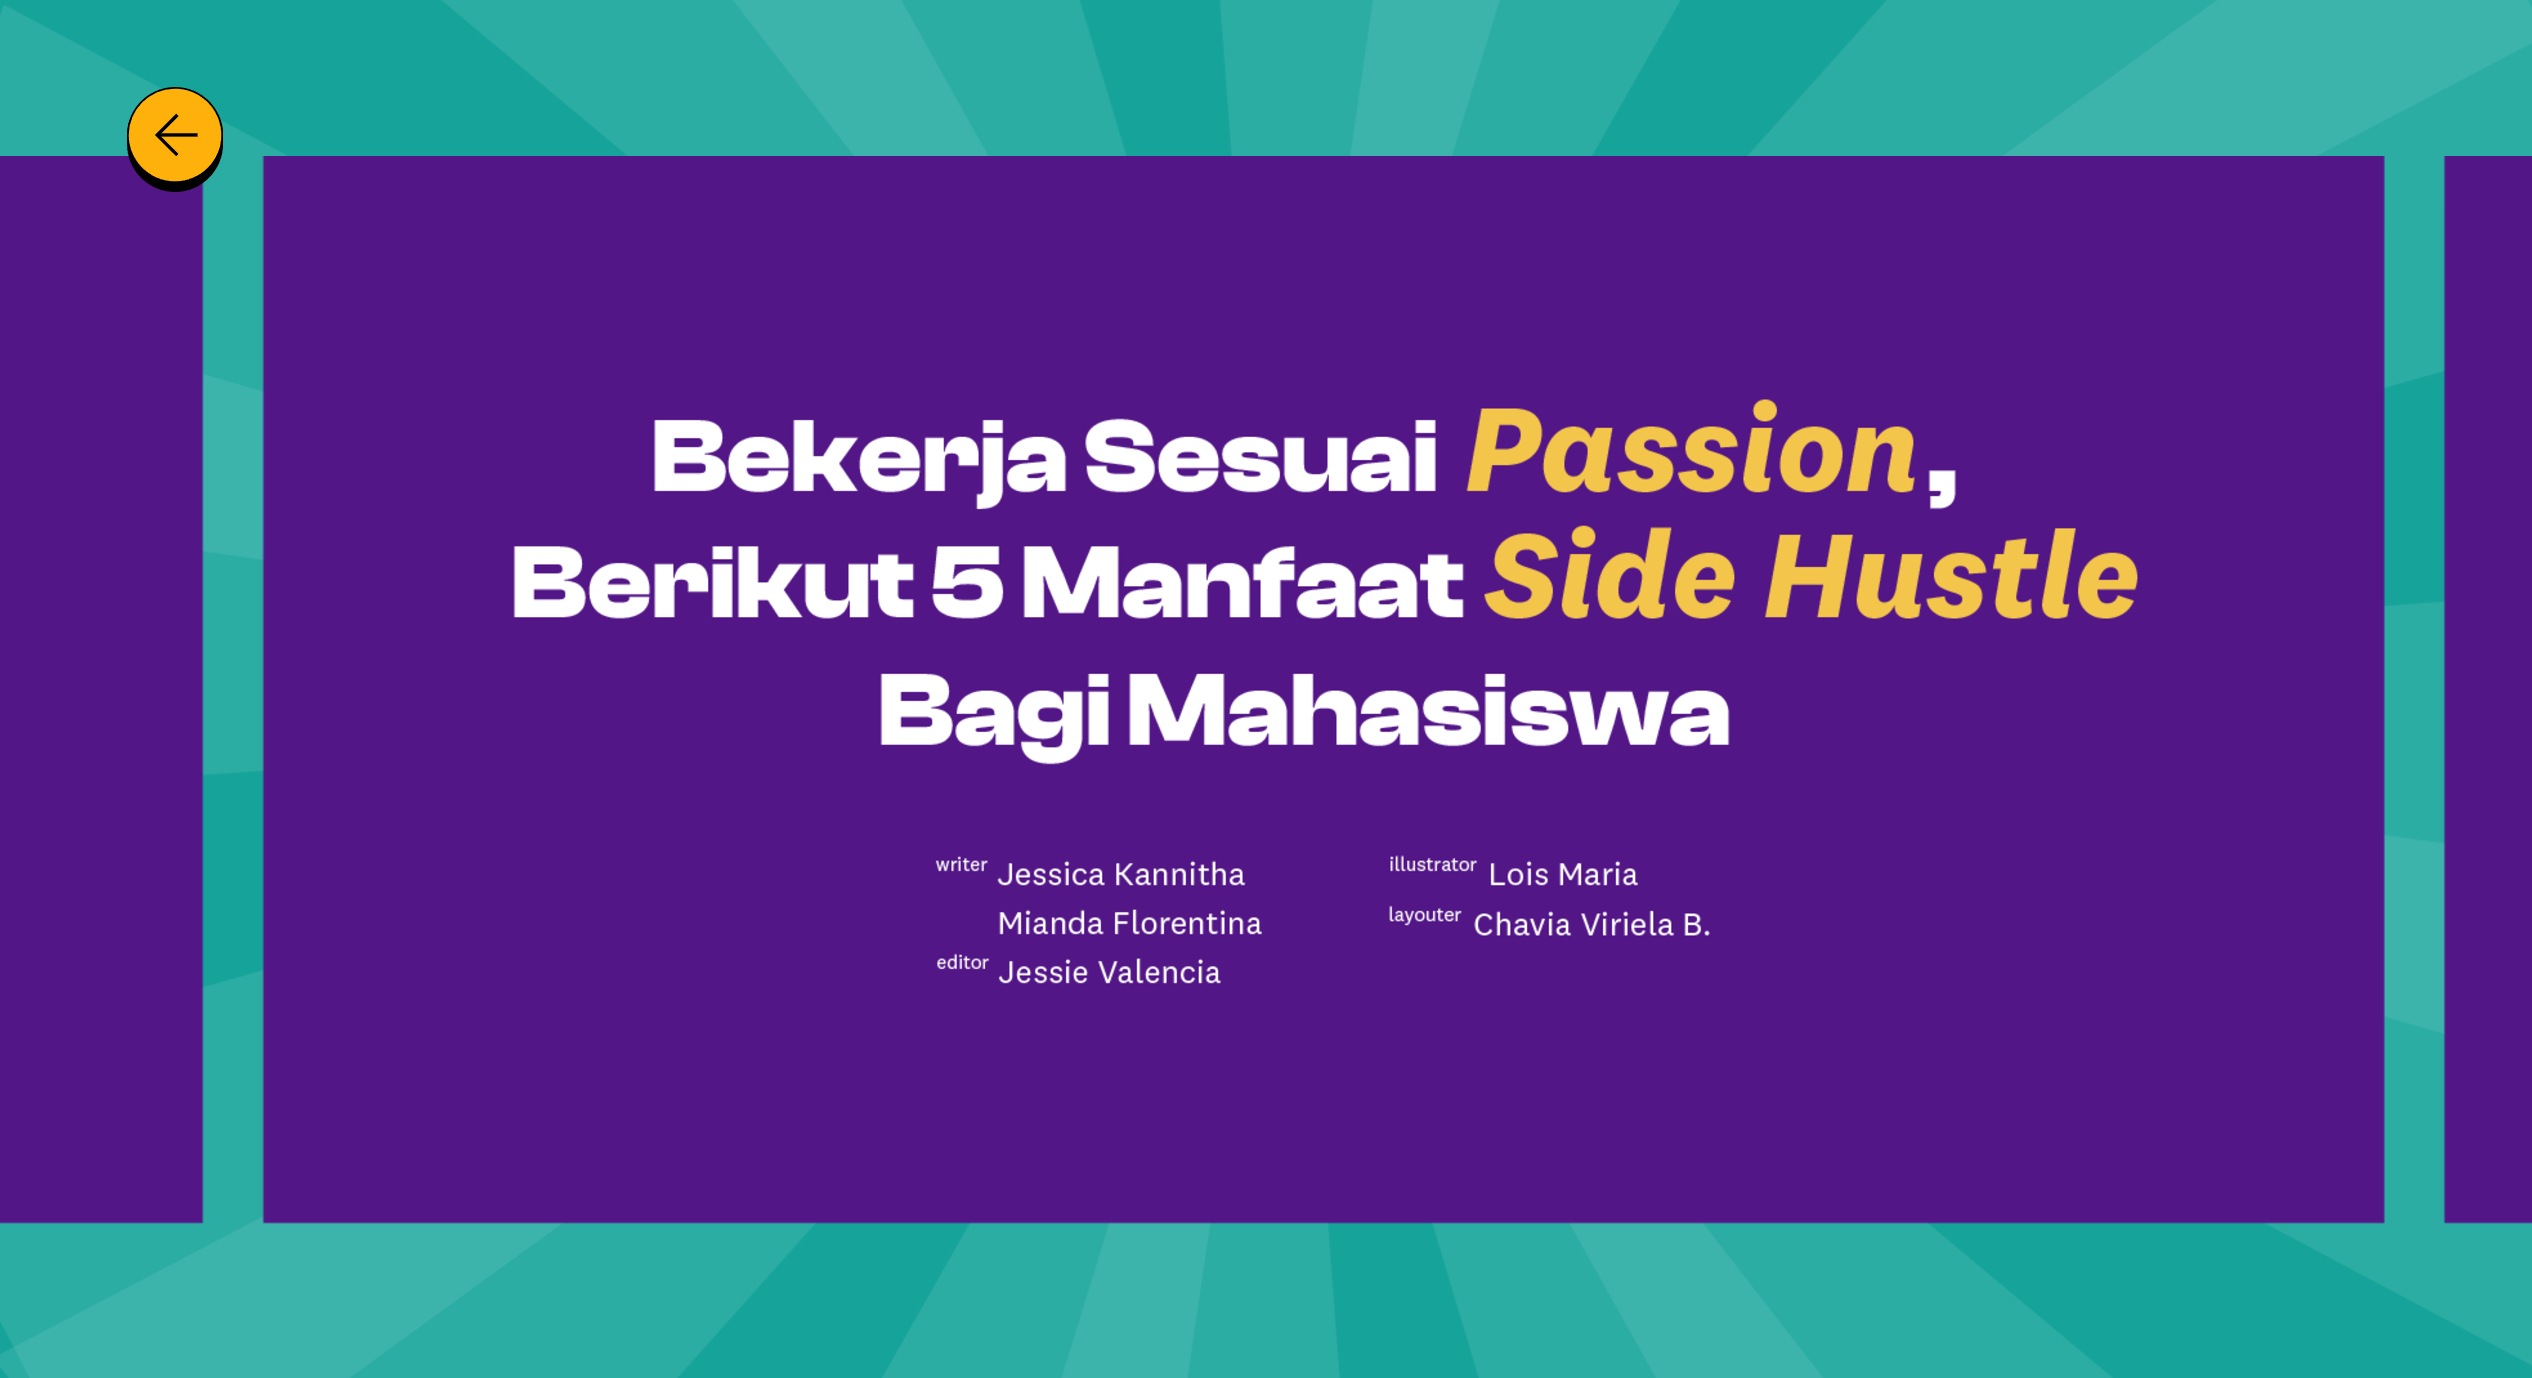 Bekerja Sesuai Passion,
Berikut 5 Manfaat Side Hustle
Bagi Mahasiswa
writer Jessica Kannitha
Mianda Florentina
editor Jessie Valencia
illustrator Lois Maria
layouter Chavia Viriela B.